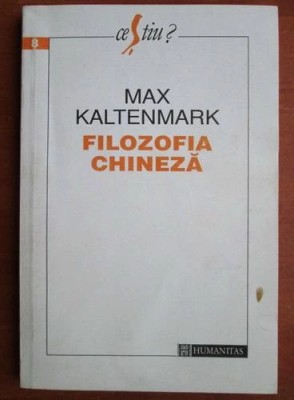 ce Știu?
8
MAX
KALTENMARK
FILOZOFIA
CHINEZĂ
HUMANITAS